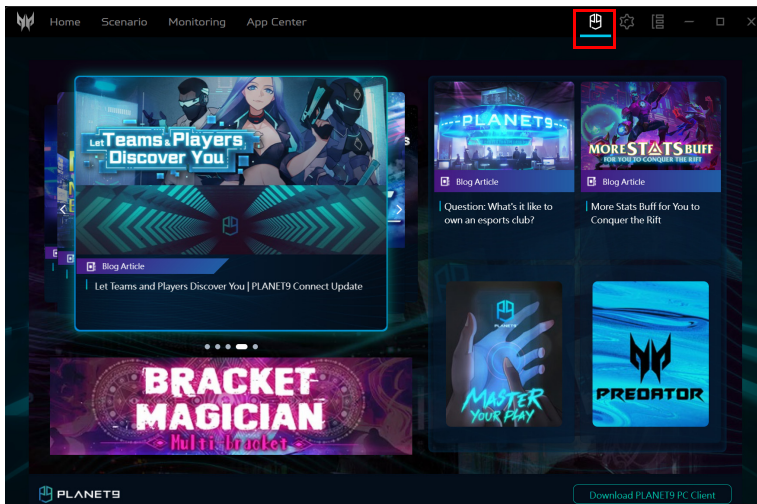 Home
Scenario
Monitoring
App Center
Let Teams & Players
Discover You
Blog Article
Let Teams and Players Discover You | PLANET9 Connect Update
PLANET9
Blog Article
Question: What's it like to
own an esports club?
MORE STATS BUFF
FOR YOU TO CONQUER THE RIFT
Blog Article
More Stats Buff for You to
Conquer the Rift
BRACKET
MAGICIAN
Multi bracket
PLANET9
MASTER
YOUR PLAY
PREDATOR
PLANET9
Download PLANET9 PC Client